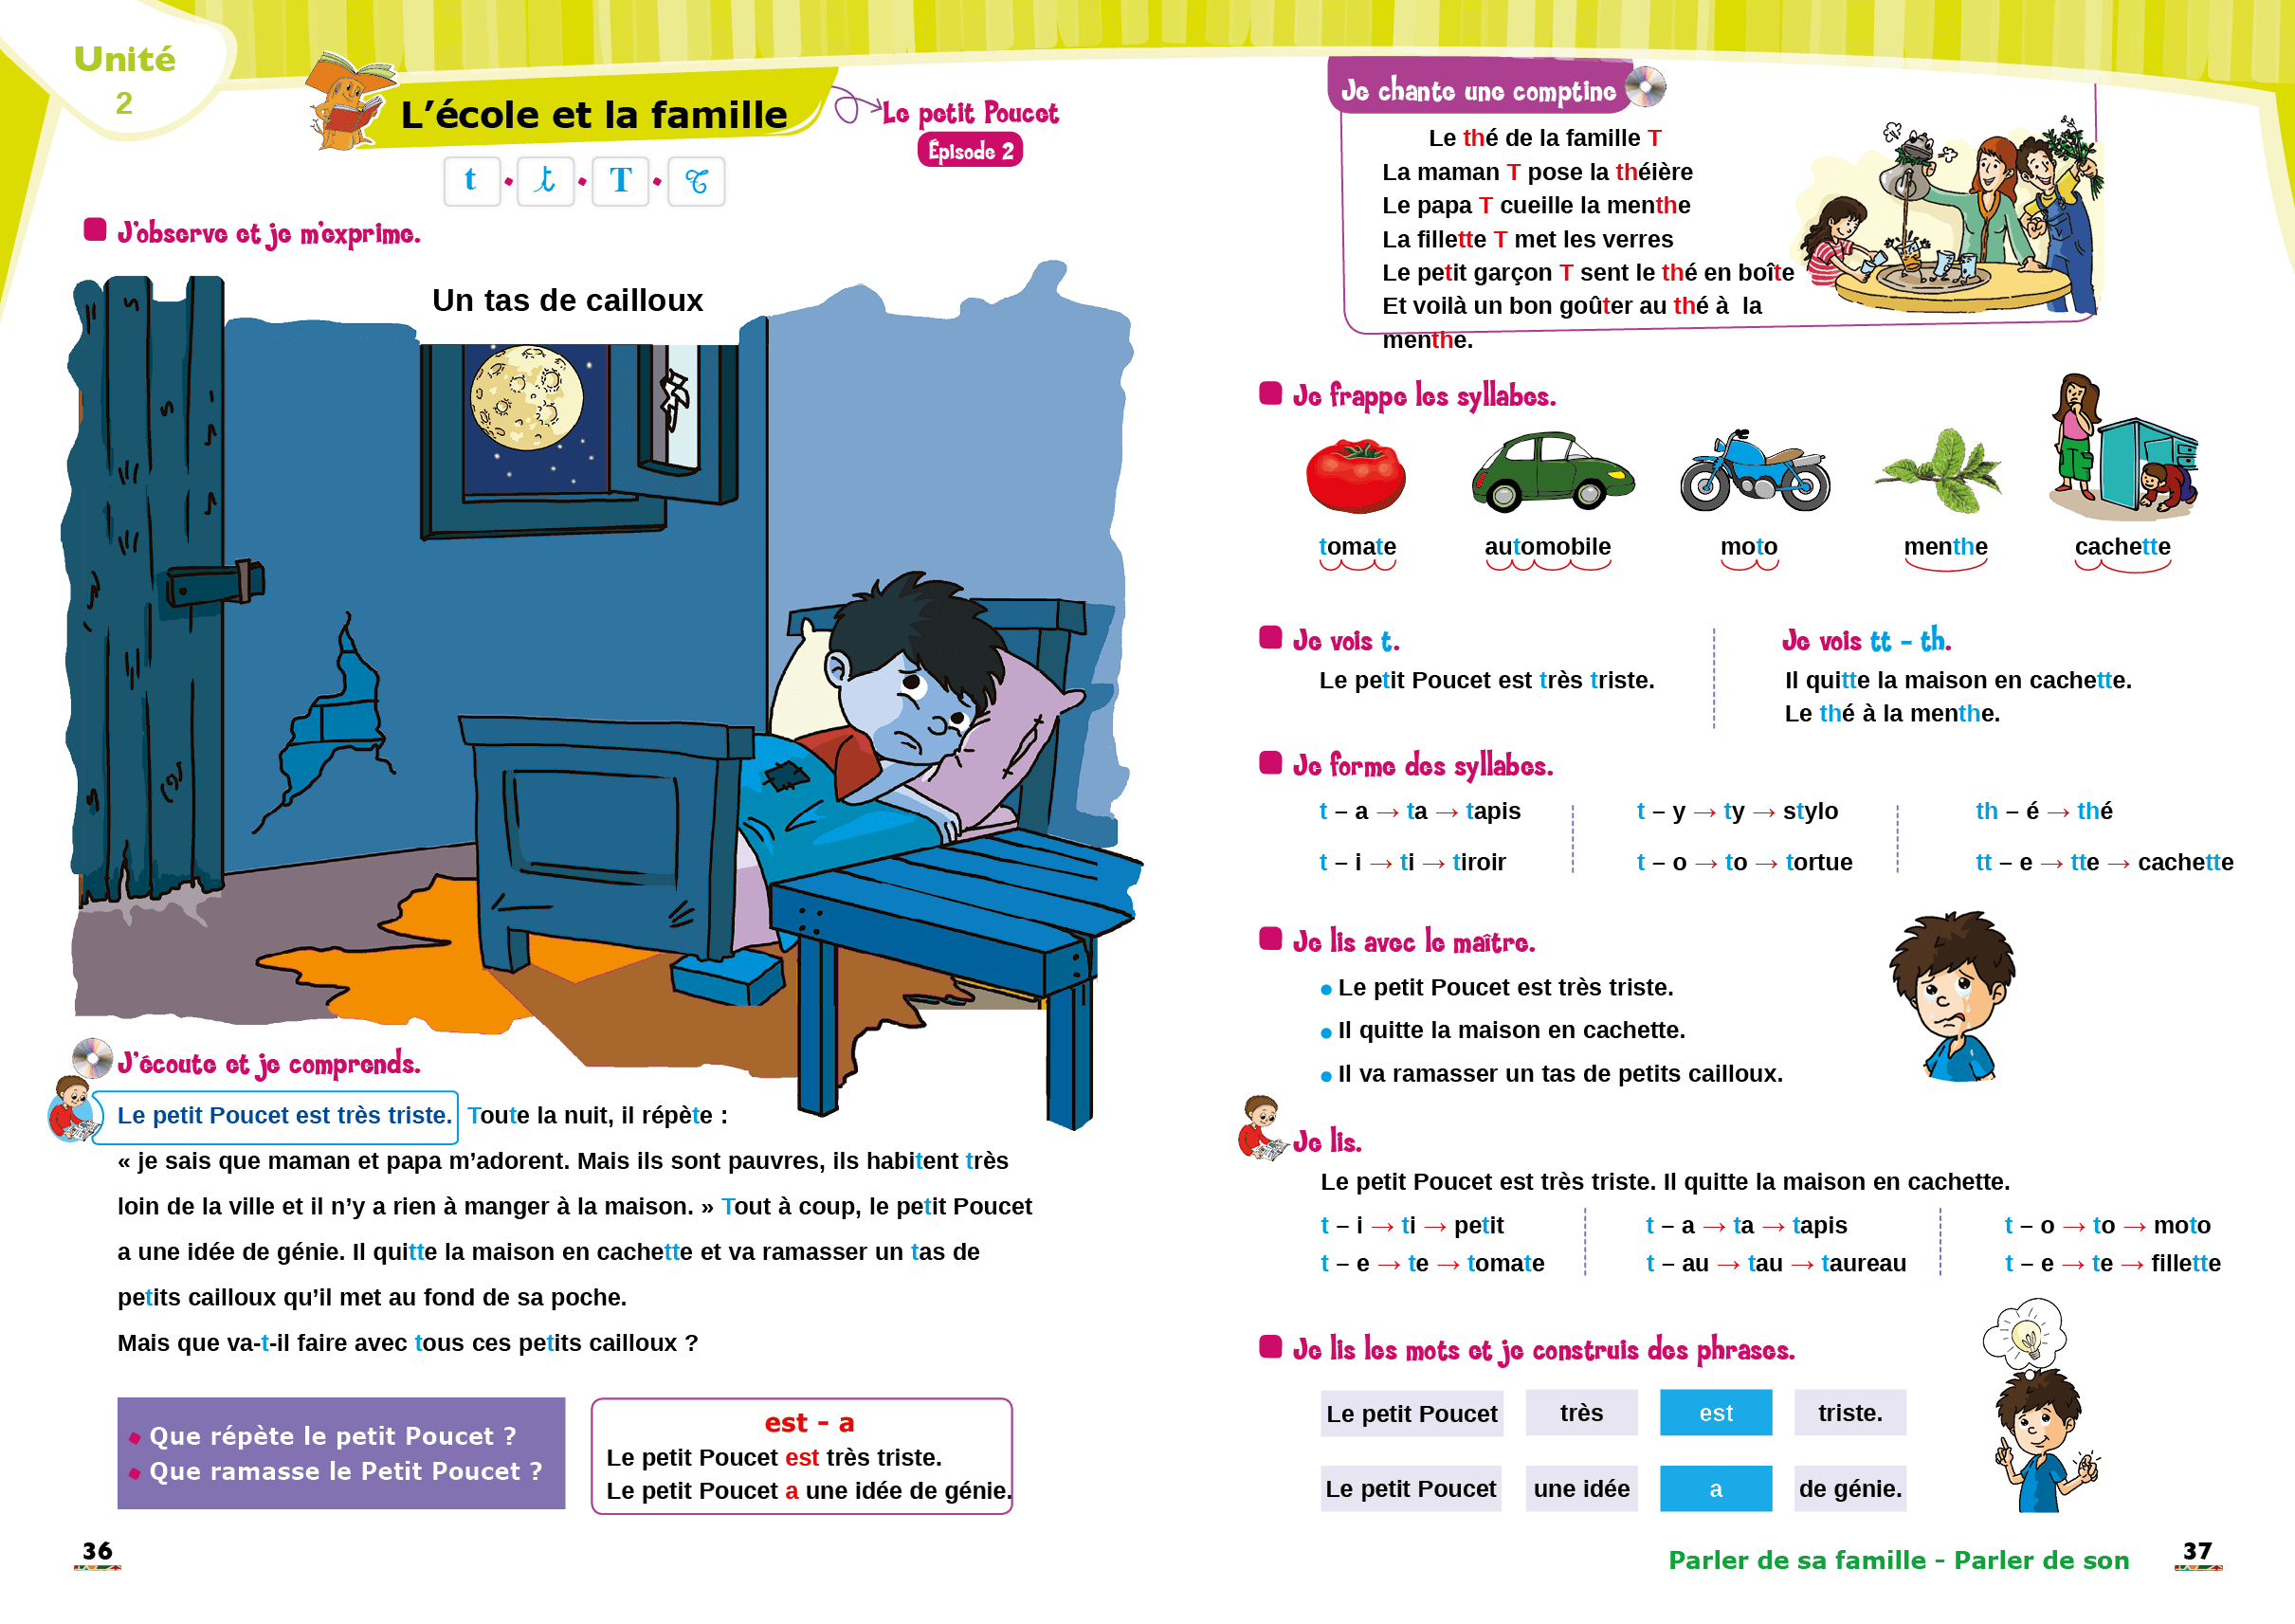 Unité
2
L’école et la famille
Le petit Poucet
Épisode 2
t • t • T • T
J’observe et je m’exprime.
Un tas de cailloux
J’écoute et je comprends.
Le petit Poucet est très triste. Toute la nuit, il répète :
« je sais que maman et papa m’adorent. Mais ils sont pauvres, ils habitent très
loin de la ville et il n’y a rien à manger à la maison. » Tout à coup, le petit Poucet
a une idée de génie. Il quitte la maison en cachette et va ramasser un tas de
petits cailloux qu’il met au fond de sa poche.
Mais que va-t-il faire avec tous ces petits cailloux ?
• Que répète le petit Poucet ?
• Que ramasse le Petit Poucet ?
est - a
Le petit Poucet est très triste.
Le petit Poucet a une idée de génie.
36
Je chante une comptine
Le thé de la famille T
La maman T pose la théière
Le papa T cueille la menthe
La fillette T met les verres
Le petit garçon T sent le thé en boîte
Et voilà un bon goûter au thé à la
menthe.
Je frappe les syllabes.
tomate automobile moto menthe cachette
Je vois t.
Le petit Poucet est très triste.
Je vois tt - th.
Il quitte la maison en cachette.
Le thé à la menthe.
Je forme des syllabes.
t – a → ta → tapis t – y → ty → stylo th – é → thé
t – i → ti → tiroir t – o → to → tortue tt – e → tte → cachette
Je lis avec le maître.
• Le petit Poucet est très triste.
• Il quitte la maison en cachette.
• Il va ramasser un tas de petits cailloux.
Je lis.
Le petit Poucet est très triste. Il quitte la maison en cachette.
t – i → ti → petit t – a → ta → tapis t – o → to → moto
t – e → te → tomate t – au → tau → taureau t – e → te → fillette
Je lis les mots et je construis des phrases.
Le petit Poucet très est triste.
Le petit Poucet une idée a de génie.
Parler de sa famille - Parler de son
37